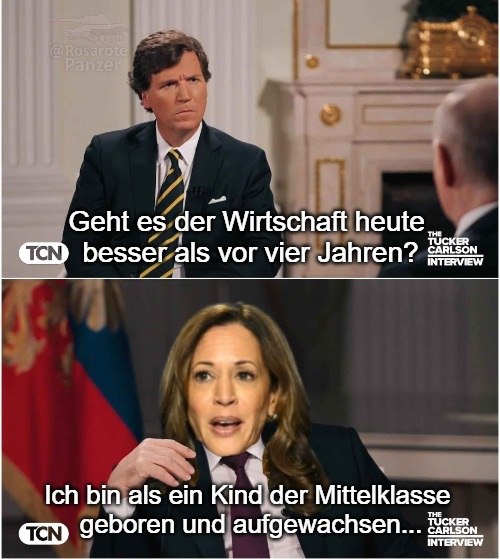 @Rosarote
Panzer
Geht es der Wirtschaft heute
besser als vor vier Jahren?
TCN
THE
TUCKER
CARLSON
INTERVIEW
Ich bin als ein Kind der Mittelklasse
geboren und aufgewachsen...
TCN
THE
TUCKER
CARLSON
INTERVIEW